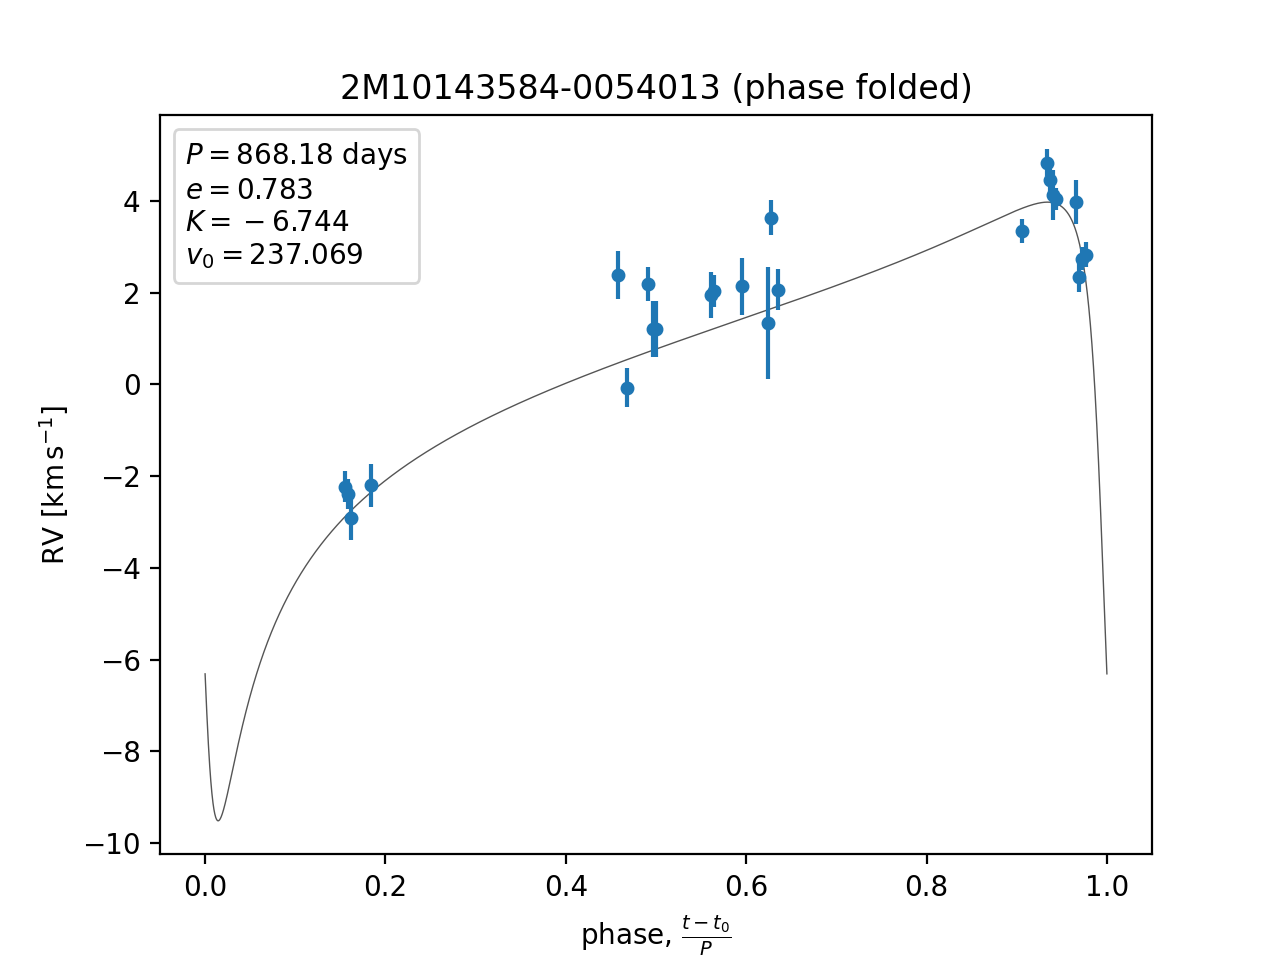 2M10143584-0054013 (phase folded)
P = 868.18 days
e = 0.783
K = −6.744
v₀ = 237.069
4
2
0
−2
−4
−6
−8
−10
RV [km s⁻¹]
0.0 0.2 0.4 0.6 0.8 1.0
phase, (t − t₀)/P